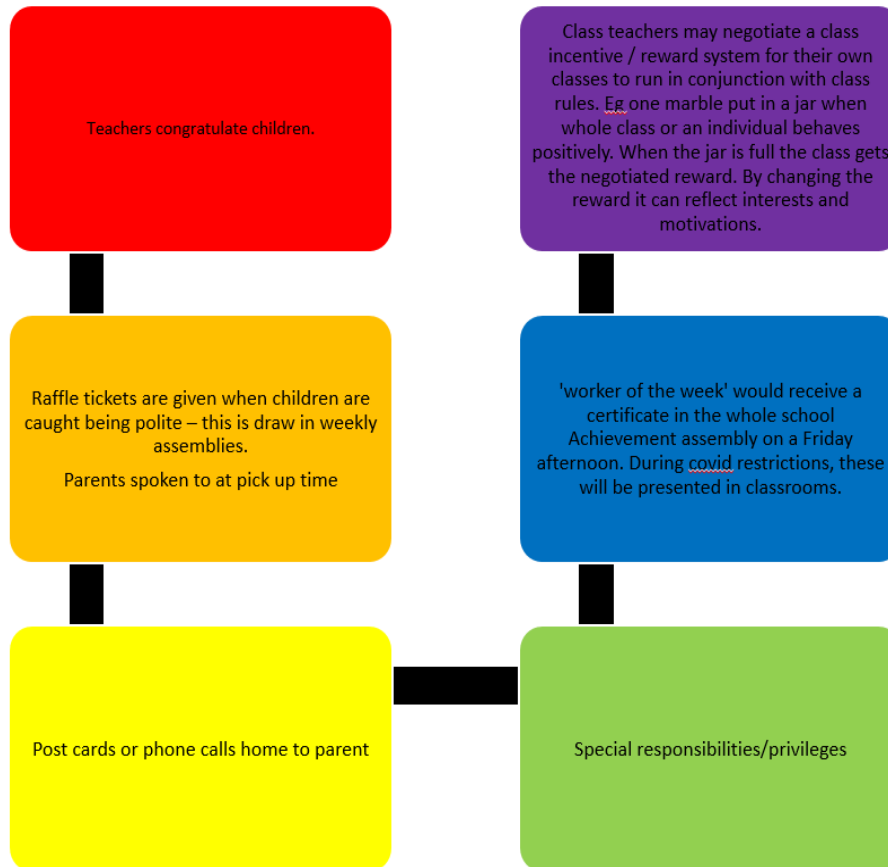 Teachers congratulate children.
Raffle tickets are given when children are
caught being polite – this is draw in weekly
assemblies.
Parents spoken to at pick up time
Post cards or phone calls home to parent
Special responsibilities/privileges
'worker of the week' would receive a
certificate in the whole school
Achievement assembly on a Friday
afternoon. During covid restrictions, these
will be presented in classrooms.
Class teachers may negotiate a class
incentive / reward system for their own
classes to run in conjunction with class
rules. Eg one marble put in a jar when
whole class or an individual behaves
positively. When the jar is full the class gets
the negotiated reward. By changing the
reward it can reflect interests and
motivations.